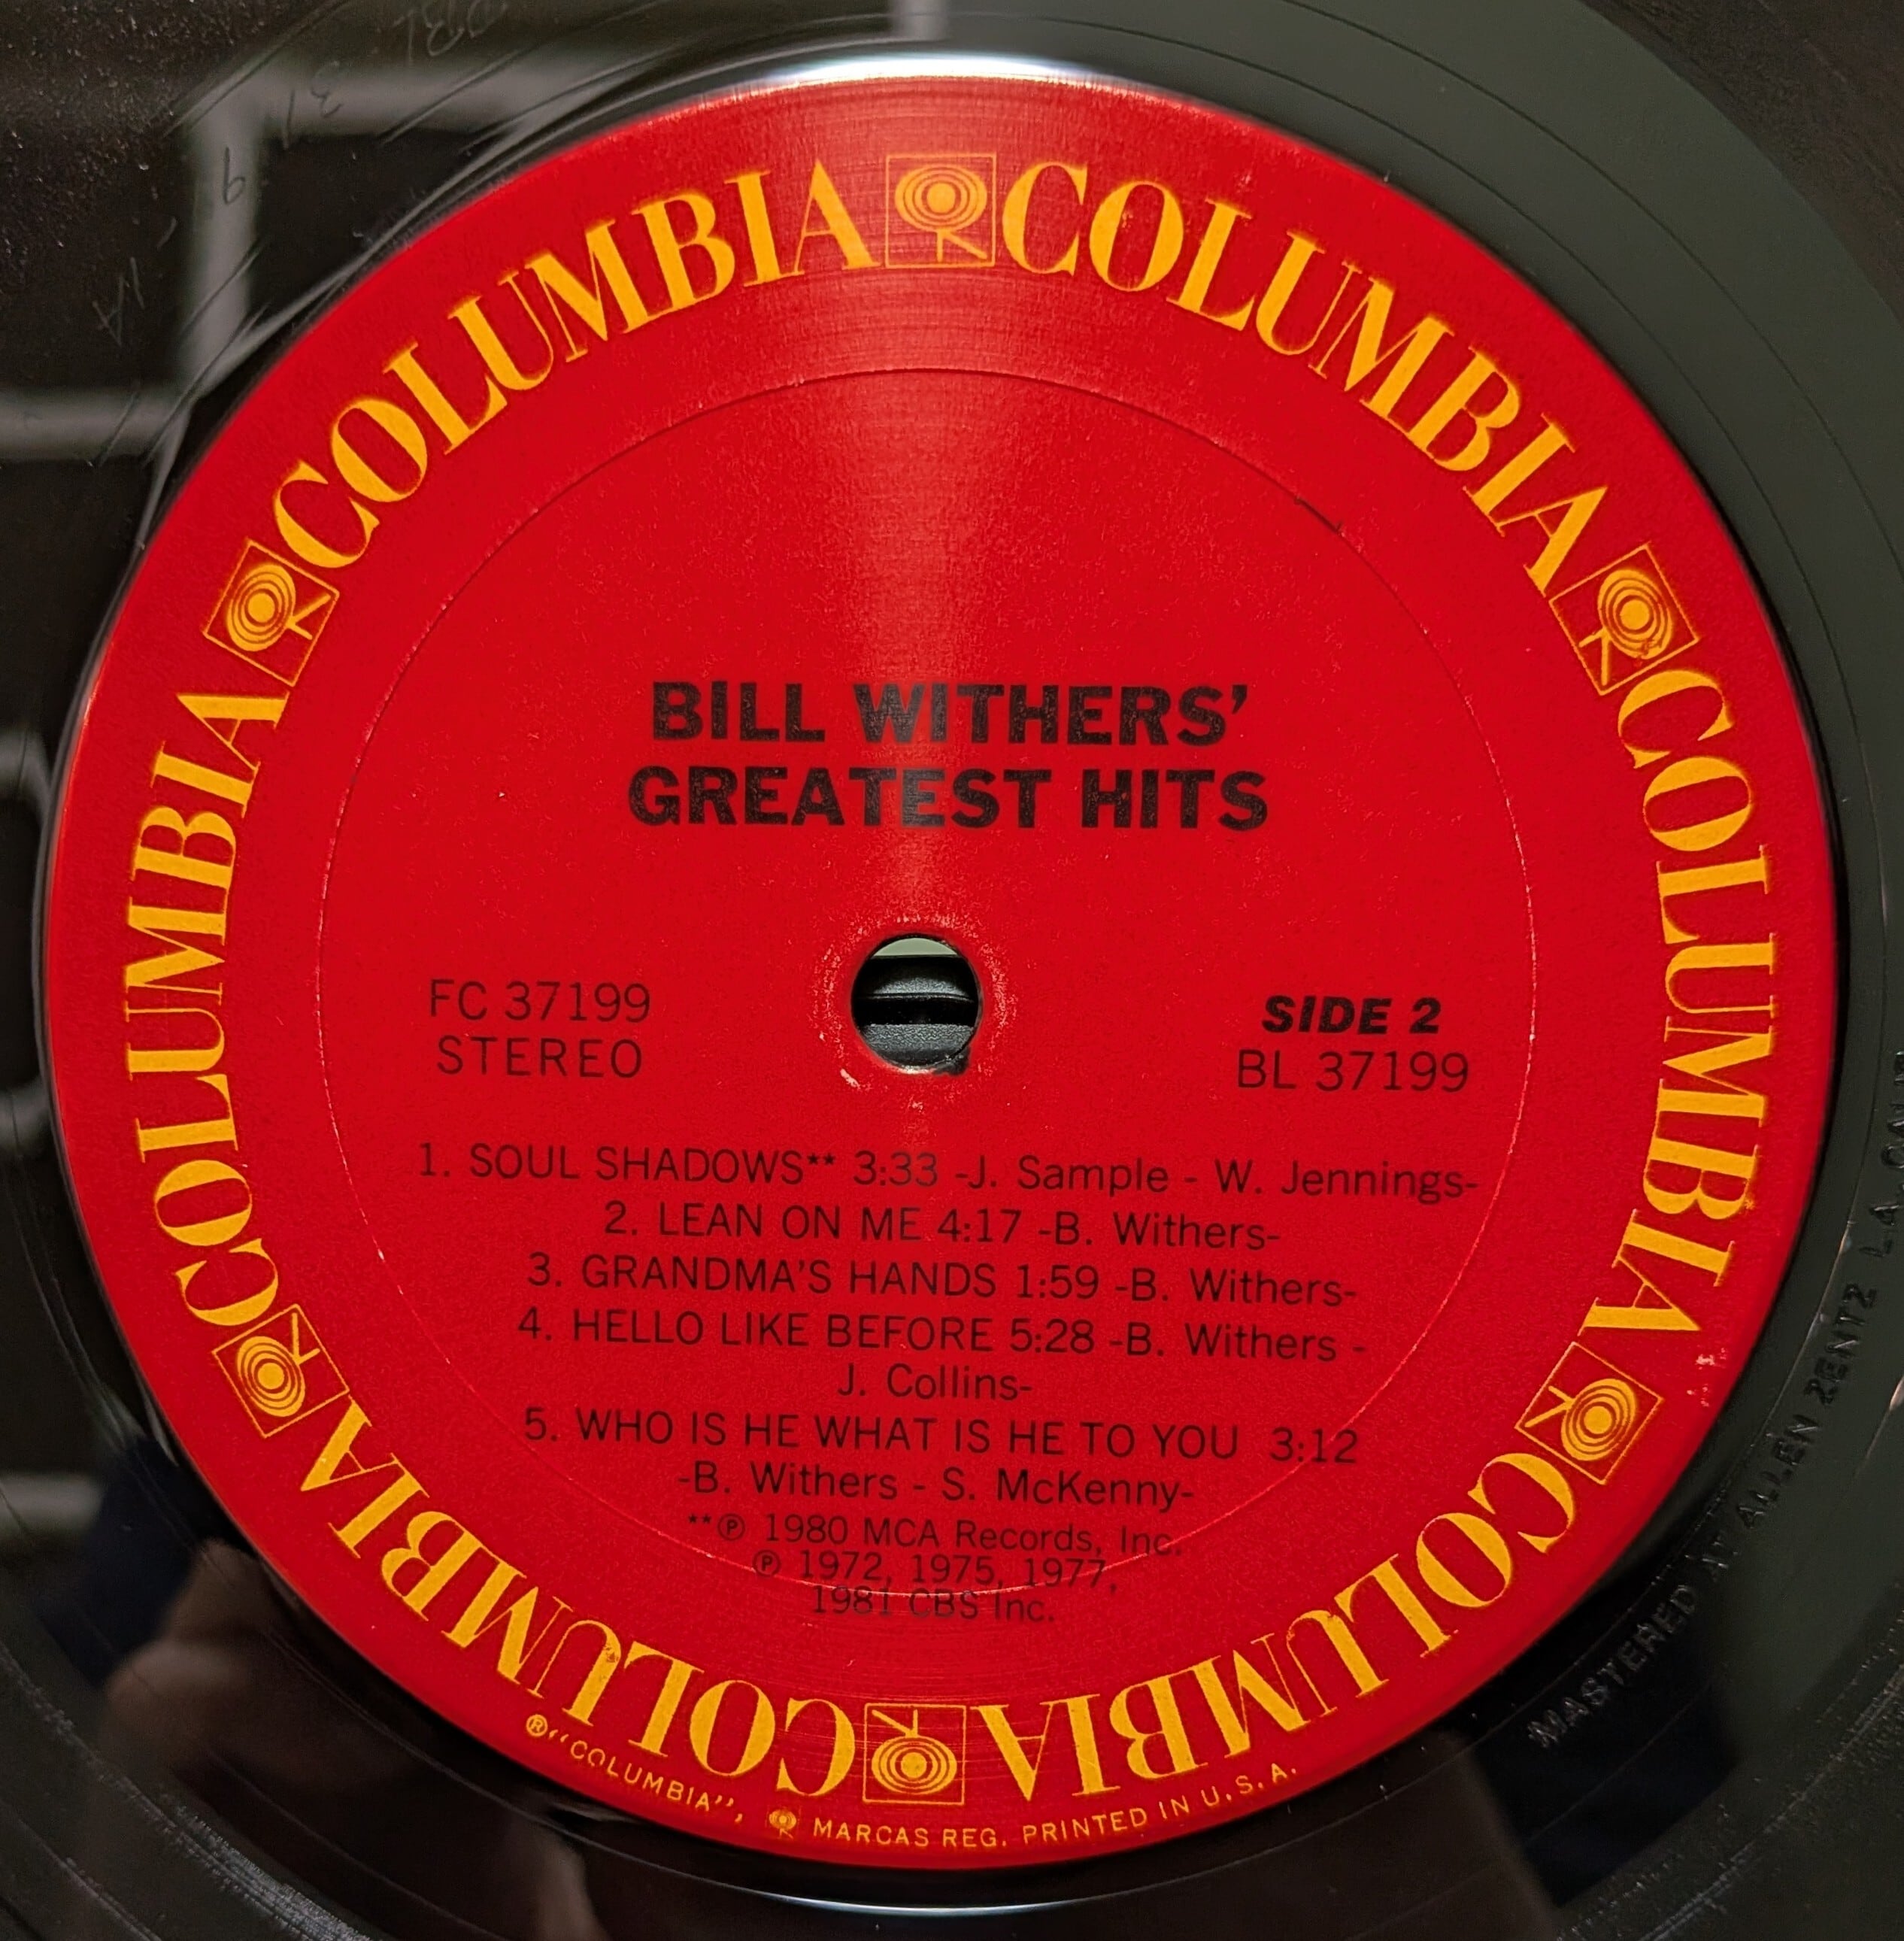 COLUMBIA COLUMBIA COLUMBIA COLUMBIA COLUMBIA COLUMBIA
BILL WITHERS'
GREATEST HITS
FC 37199
STEREO
SIDE 2
BL 37199
1. SOUL SHADOWS** 3:33 -J. Sample - W. Jennings-
2. LEAN ON ME 4:17 -B. Withers-
3. GRANDMA'S HANDS 1:59 -B. Withers-
4. HELLO LIKE BEFORE 5:28 -B. Withers -
J. Collins-
5. WHO IS HE WHAT IS HE TO YOU 3:12
-B. Withers - S. McKenny-
**℗ 1980 MCA Records, Inc.
℗ 1972, 1975, 1977,
1981 CBS Inc.
®"COLUMBIA", MARCAS REG. PRINTED IN U.S.A.
MASTERED AT ALLEN ZENTZ L.A. CALIF